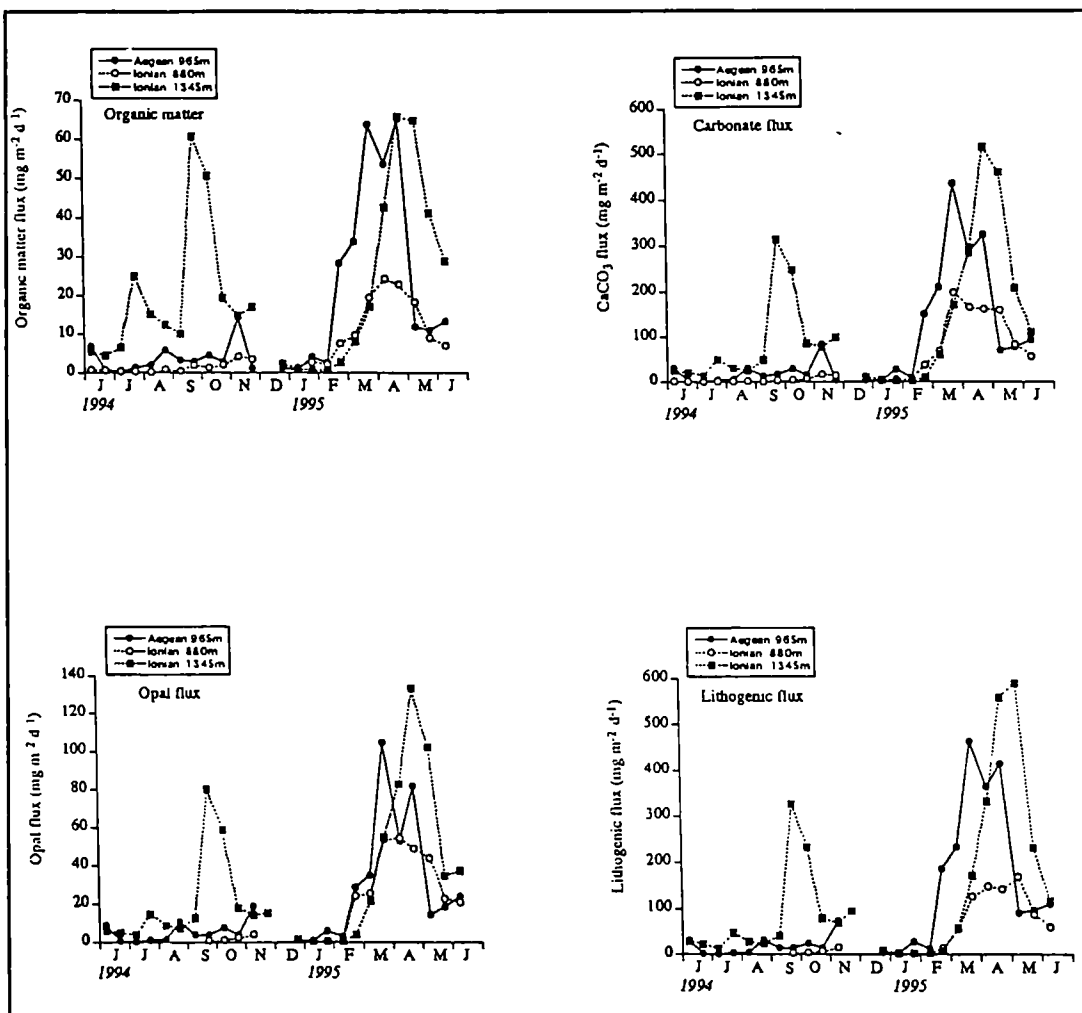 Aegean 965m
Ionian 880m
Ionian 1345m
Organic matter
Organic matter flux (mg m-2 d-1)
70
60
50
40
30
20
10
0
J J A S O N D J F M A M J
1994 1995
Aegean 965m
Ionian 880m
Ionian 1345m
Carbonate flux
CaCO3 flux (mg m-2 d-1)
600
500
400
300
200
100
0
J J A S O N D J F M A M J
1994 1995
Aegean 965m
Ionian 880m
Ionian 1345m
Opal flux
Opal flux (mg m-2 d-1)
140
120
100
80
60
40
20
0
J J A S O N D J F M A M J
1994 1995
Aegean 965m
Ionian 880m
Ionian 1345m
Lithogenic flux
Lithogenic flux (mg m-2 d-1)
600
500
400
300
200
100
0
J J A S O N D J F M A M J
1994 1995